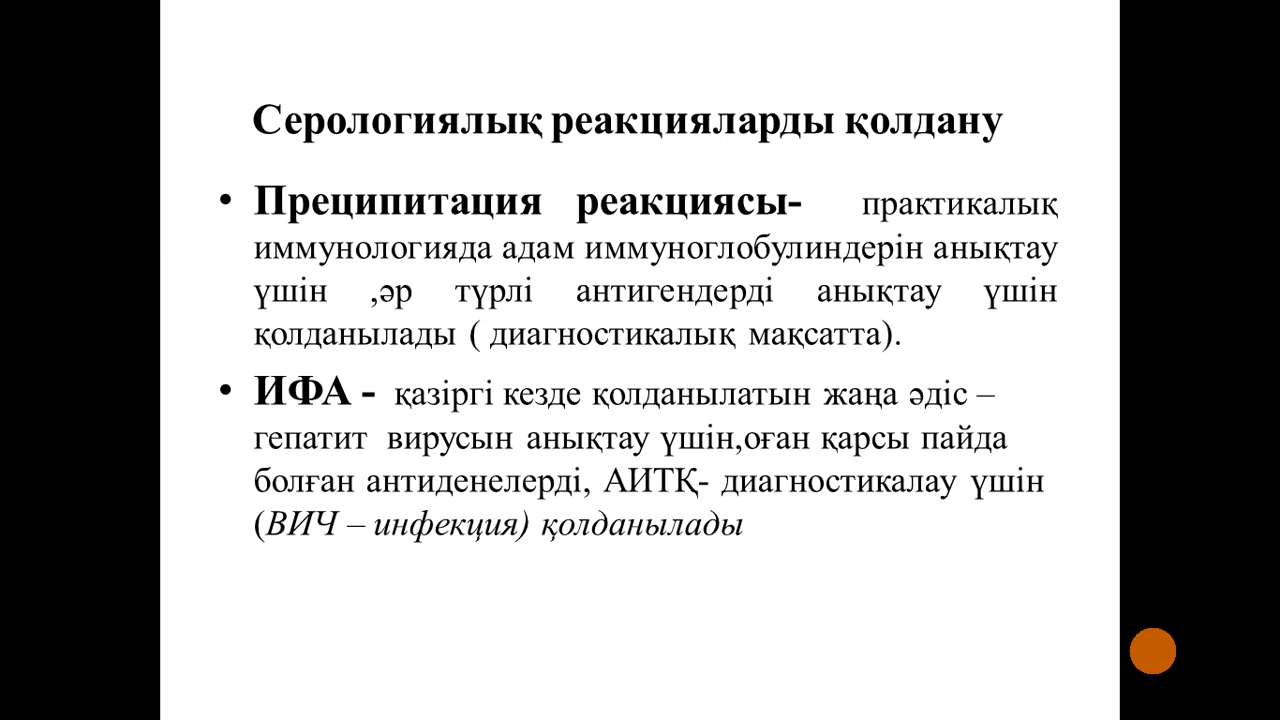 Серологиялық реакцияларды қолдану
• Преципитация реакциясы- практикалық
иммунологияда адам иммуноглобулиндерін анықтау
үшін ,әр түрлі антигендерді анықтау үшін
қолданылады ( диагностикалық мақсатта).
• ИФА - қазіргі кезде қолданылатын жаңа әдіс –
гепатит вирусын анықтау үшін,оған қарсы пайда
болған антиденелерді, АИТҚ- диагностикалау үшін
(ВИЧ – инфекция) қолданылады